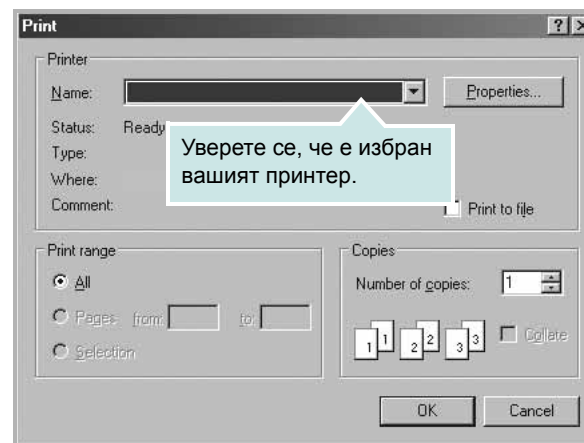 Print
Printer
Name:
Properties...
Status: Ready
Type:
Where:
Comment:
Уверете се, че е избран
вашият принтер.
Print to file
Print range
All
Pages from: to:
Selection
Copies
Number of copies: 1
1 1 2 2 3 3
Collate
OK Cancel